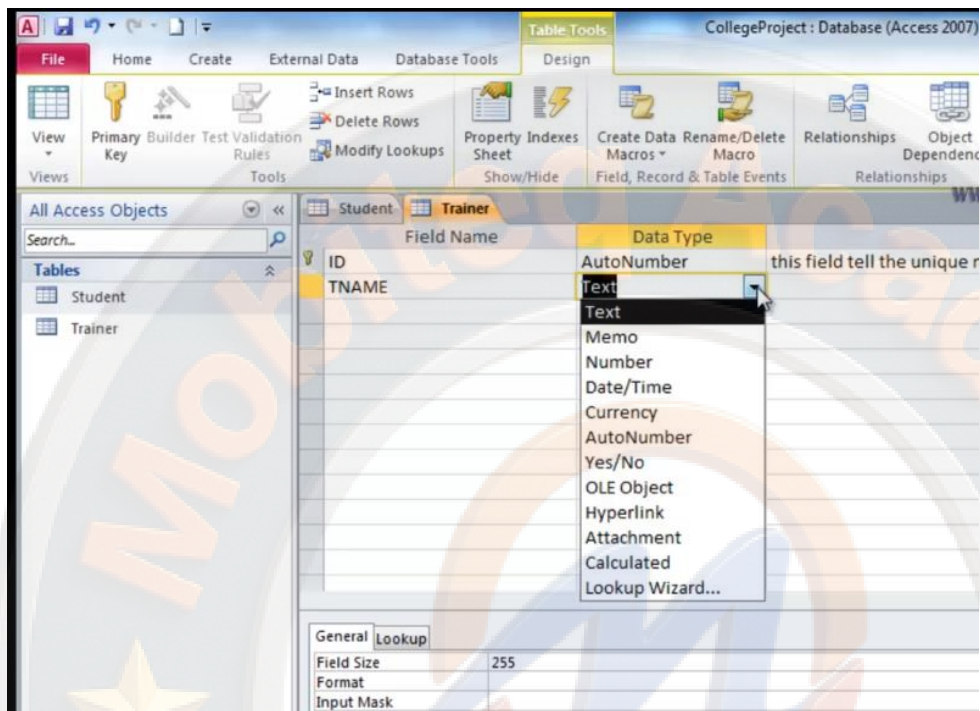 CollegeProject : Database (Access 2007)
Table Tools
File Home Create External Data Database Tools Design
View
Views
Primary Key
Builder
Test Validation Rules
Insert Rows
Delete Rows
Modify Lookups
Tools
Property Sheet
Indexes
Show/Hide
Create Data Macros
Rename/Delete Macro
Field, Record & Table Events
Relationships
Object
Relationships
All Access Objects
Search...
Tables
Student
Trainer
Student Trainer
Field Name Data Type
ID AutoNumber this field tell the unique
TNAME Text
Text
Memo
Number
Date/Time
Currency
AutoNumber
Yes/No
OLE Object
Hyperlink
Attachment
Calculated
Lookup Wizard...
General Lookup
Field Size 255
Format
Input Mask
Mobited